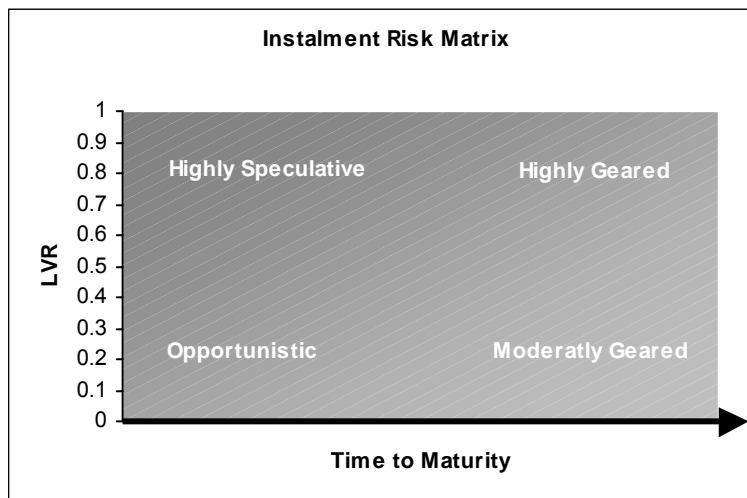 Instalment Risk Matrix
1
0.9
0.8
0.7
0.6
0.5
0.4
0.3
0.2
0.1
0
LVR
Highly Speculative
Highly Geared
Opportunistic
Moderatly Geared
Time to Maturity